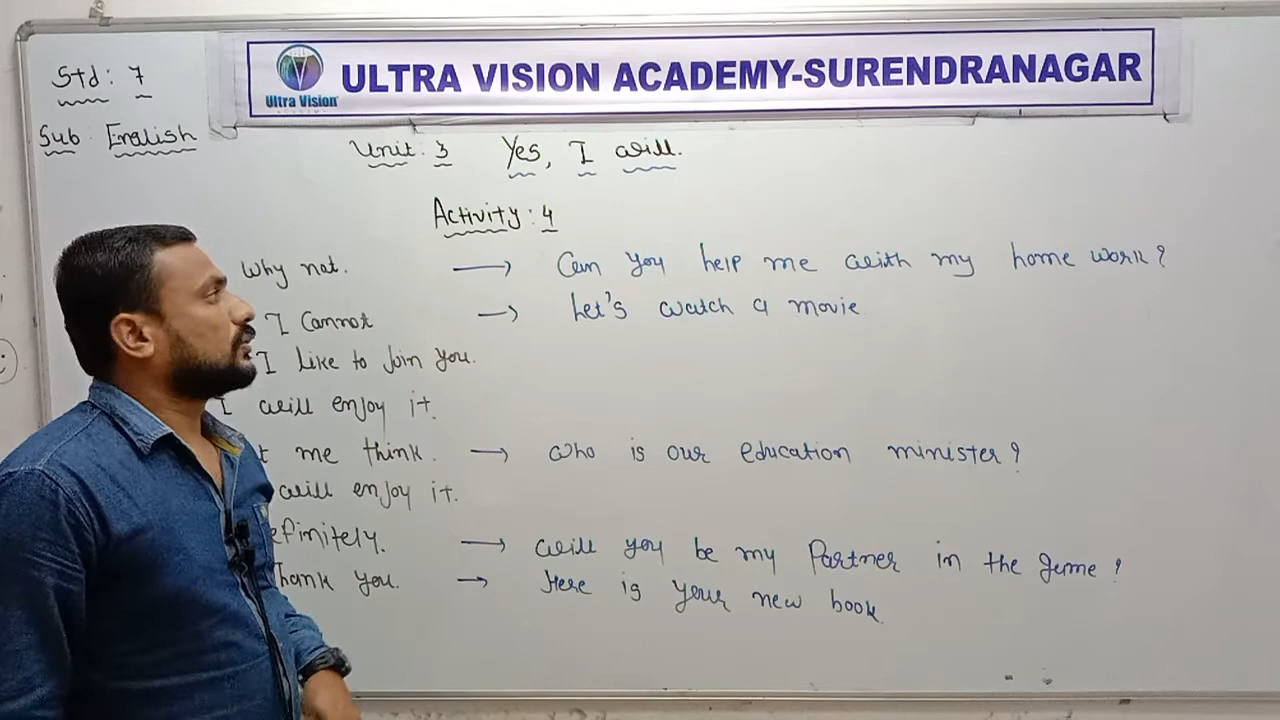 Std: 7
ULTRA VISION ACADEMY-SURENDRANAGAR
Ultra Vision
ACADEMY
Sub: English
Unit: 3 Yes, I will.
Activity: 4
Why not. → Can you help me with my home work?
I Cannot → Let's watch a movie.
I Like to Join you.
I will enjoy it.
me think. → Who is our education minister?
will enjoy it.
efinitely. → Will you be my Partner in the game?
Thank you. → Here is your new book.